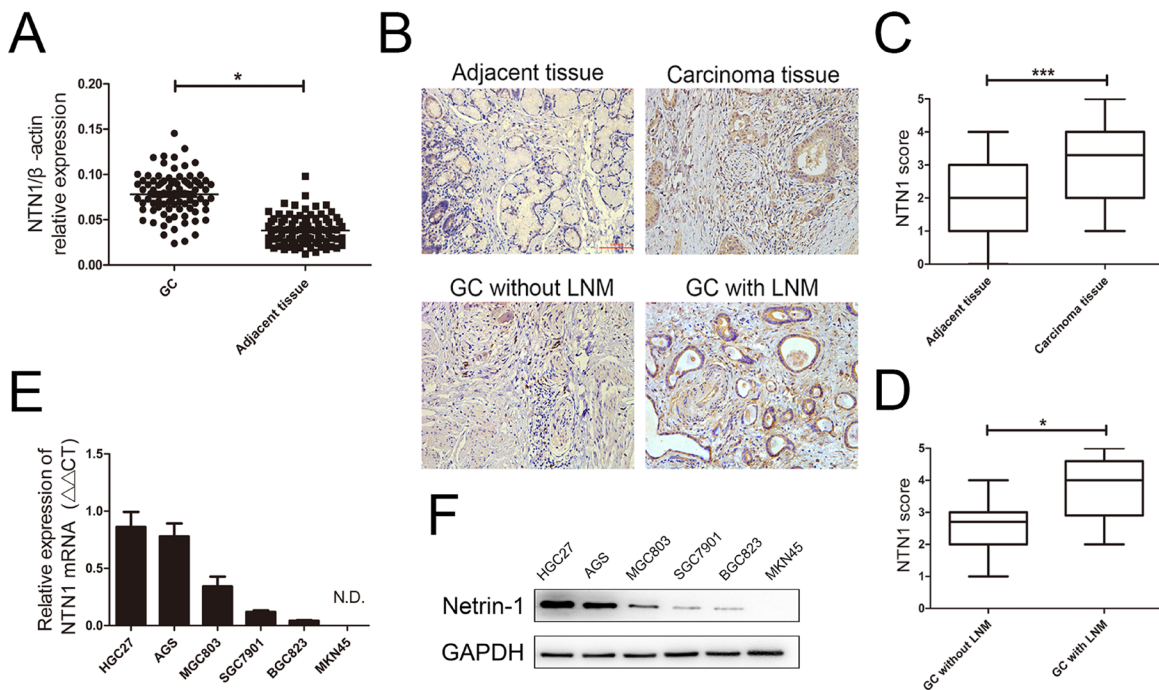 A
NTN1/β -actin
relative expression
0.20
0.15
0.10
0.05
0.00
*
GC
Adjacent tissue
B
Adjacent tissue
Carcinoma tissue
GC without LNM
GC with LNM
C
NTN1 score
5
4
3
2
1
0
***
Adjacent tissue
Carcinoma tissue
D
NTN1 score
5
4
3
2
1
0
*
GC without LNM
GC with LNM
E
Relative expression of
NTN1 mRNA (△△CT)
1.5
1.0
0.5
0.0
N.D.
HGC27
AGS
MGC803
SGC7901
BGC823
MKN45
F
HGC27
AGS
MGC803
SGC7901
BGC823
MKN45
Netrin-1
GAPDH